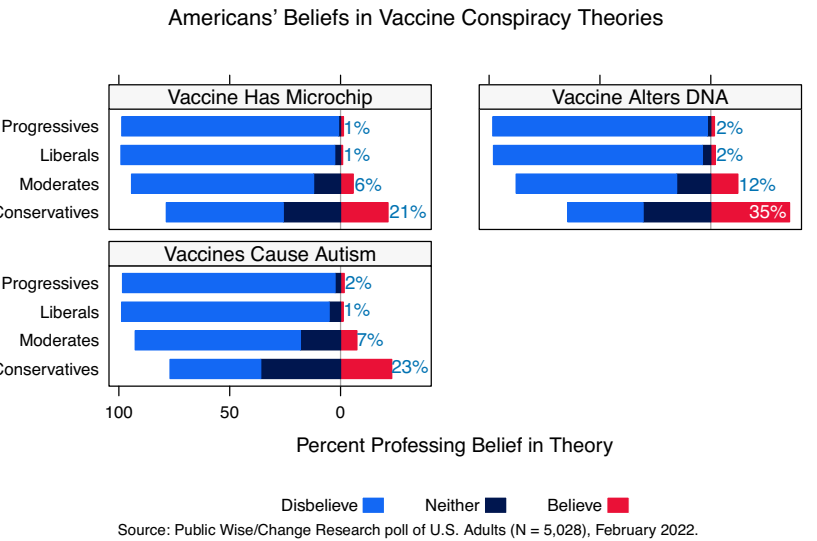 Americans' Beliefs in Vaccine Conspiracy Theories
Vaccine Has Microchip
Progressives 1%
Liberals 1%
Moderates 6%
Conservatives 21%
Vaccine Alters DNA
2%
2%
12%
35%
Vaccines Cause Autism
Progressives 2%
Liberals 1%
Moderates 7%
Conservatives 23%
100 50 0
Percent Professing Belief in Theory
Disbelieve Neither Believe
Source: Public Wise/Change Research poll of U.S. Adults (N = 5,028), February 2022.